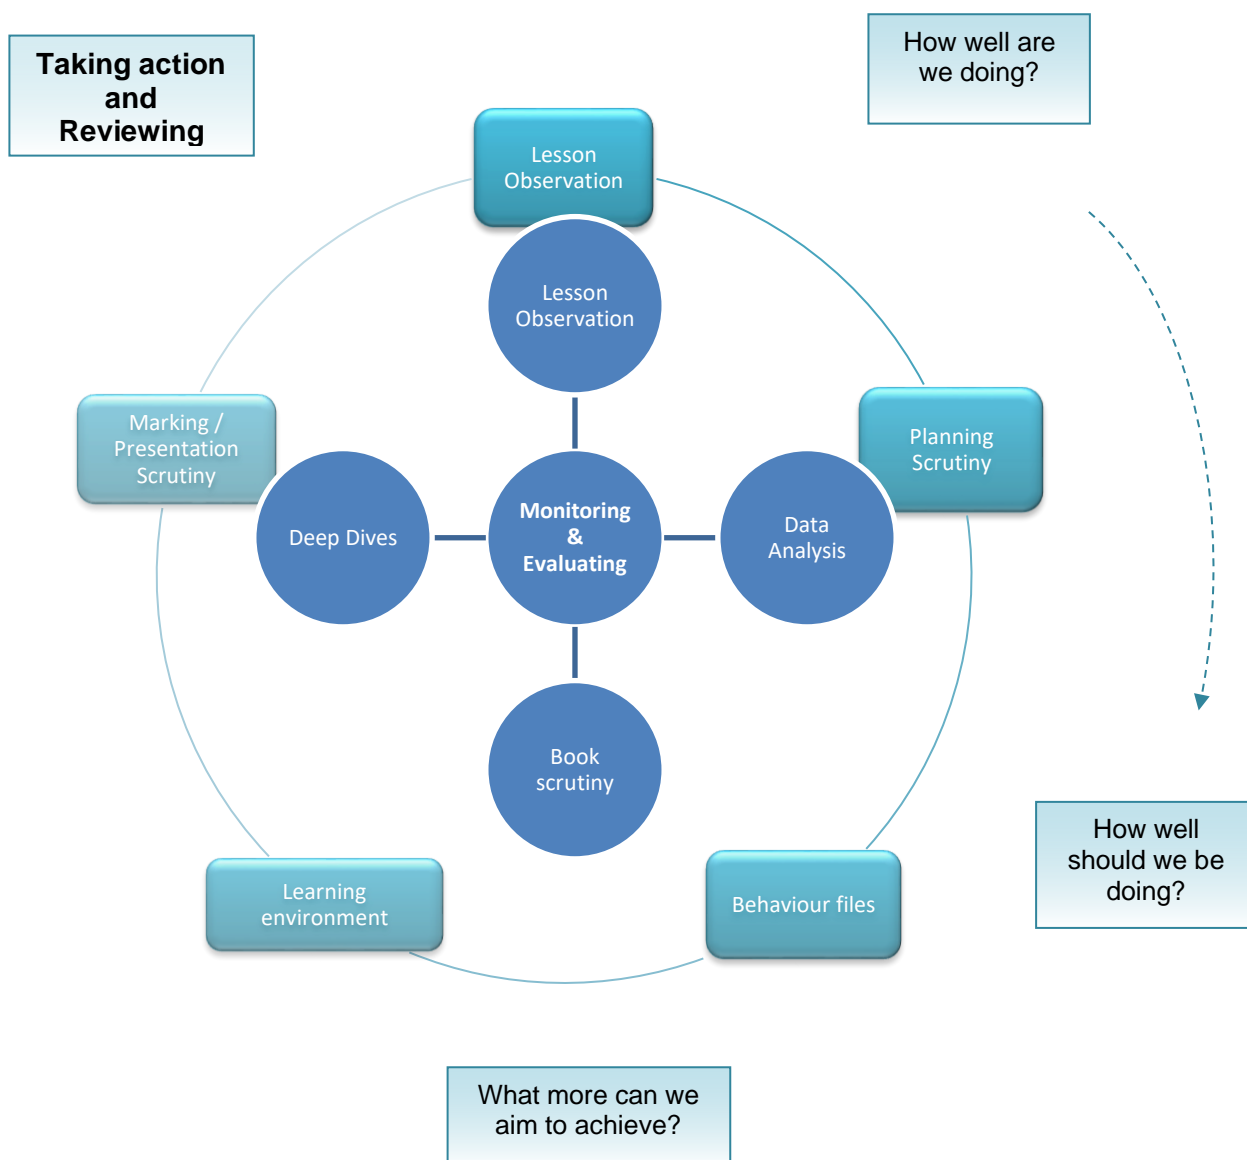 Taking action
and
Reviewing
How well are
we doing?
Lesson
Observation
Lesson
Observation
Marking /
Presentation
Scrutiny
Planning
Scrutiny
Deep Dives
Monitoring
&
Evaluating
Data
Analysis
Book
scrutiny
How well
should we be
doing?
Learning
environment
Behaviour files
What more can we
aim to achieve?